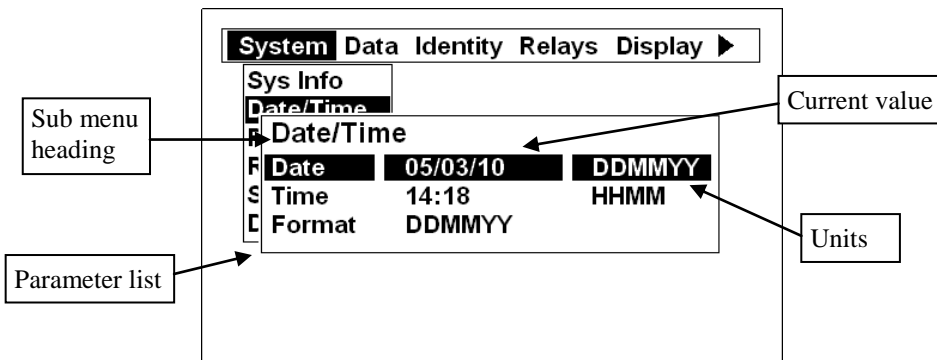 System Data Identity Relays Display
Sys Info
Date/Time
Date/Time
Date 05/03/10 DDMMYY
Time 14:18 HHMM
Format DDMMYY
Sub menu
heading
Current value
Units
Parameter list